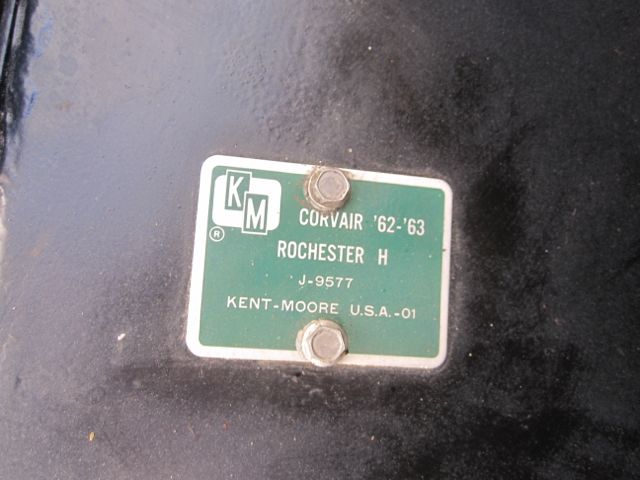 KM
®
CORVAIR '62-'63
ROCHESTER H
J-9577
KENT-MOORE U.S.A.-01